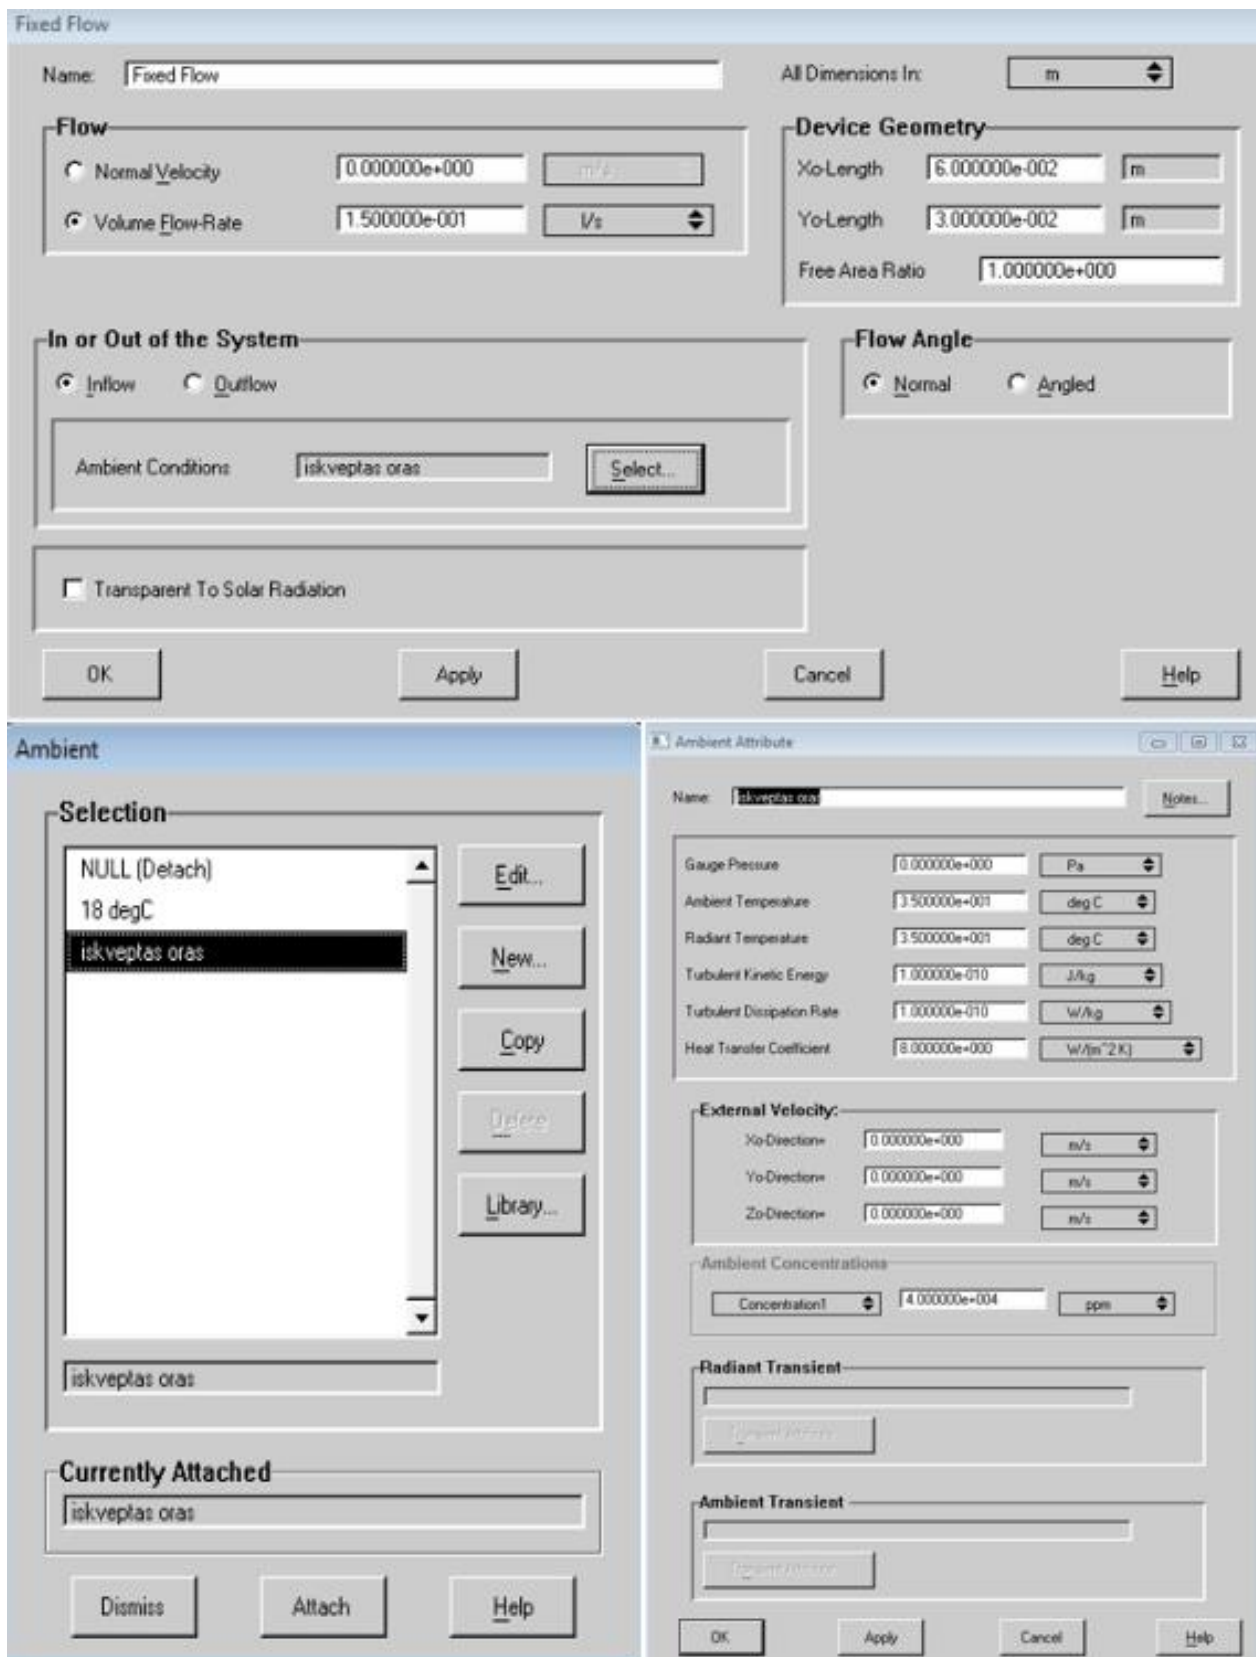 Fixed Flow
Name: Fixed Flow All Dimensions In: m
Flow Device Geometry
Normal Velocity 0.000000e+000 m/s Xo-Length 6.000000e-002 m
Volume Flow-Rate 1.500000e-001 l/s Yo-Length 3.000000e-002 m
Free Area Ratio 1.000000e+000
In or Out of the System Flow Angle
Inflow Outflow Normal Angled
Ambient Conditions iskveptas oras Select...
Transparent To Solar Radiation
OK Apply Cancel Help
Ambient
Selection
NULL (Detach)
18 degC
iskveptas oras
Edit...
New...
Copy
Delete
Library...
iskveptas oras
Currently Attached
iskveptas oras
Dismiss Attach Help
Ambient Attribute
Name: iskveptas oras Notes...
Gauge Pressure 0.000000e+000 Pa
Ambient Temperature 3.500000e+001 deg C
Radiant Temperature 3.500000e+001 deg C
Turbulent Kinetic Energy 1.000000e-010 J/kg
Turbulent Dissipation Rate 1.000000e-010 W/kg
Heat Transfer Coefficient 8.000000e+000 W/(m^2 K)
External Velocity:
Xo-Direction= 0.000000e+000 m/s
Yo-Direction= 0.000000e+000 m/s
Zo-Direction= 0.000000e+000 m/s
Ambient Concentrations
Concentration1 4.000000e+004 ppm
Radiant Transient
Ambient Transient
OK Apply Cancel Help